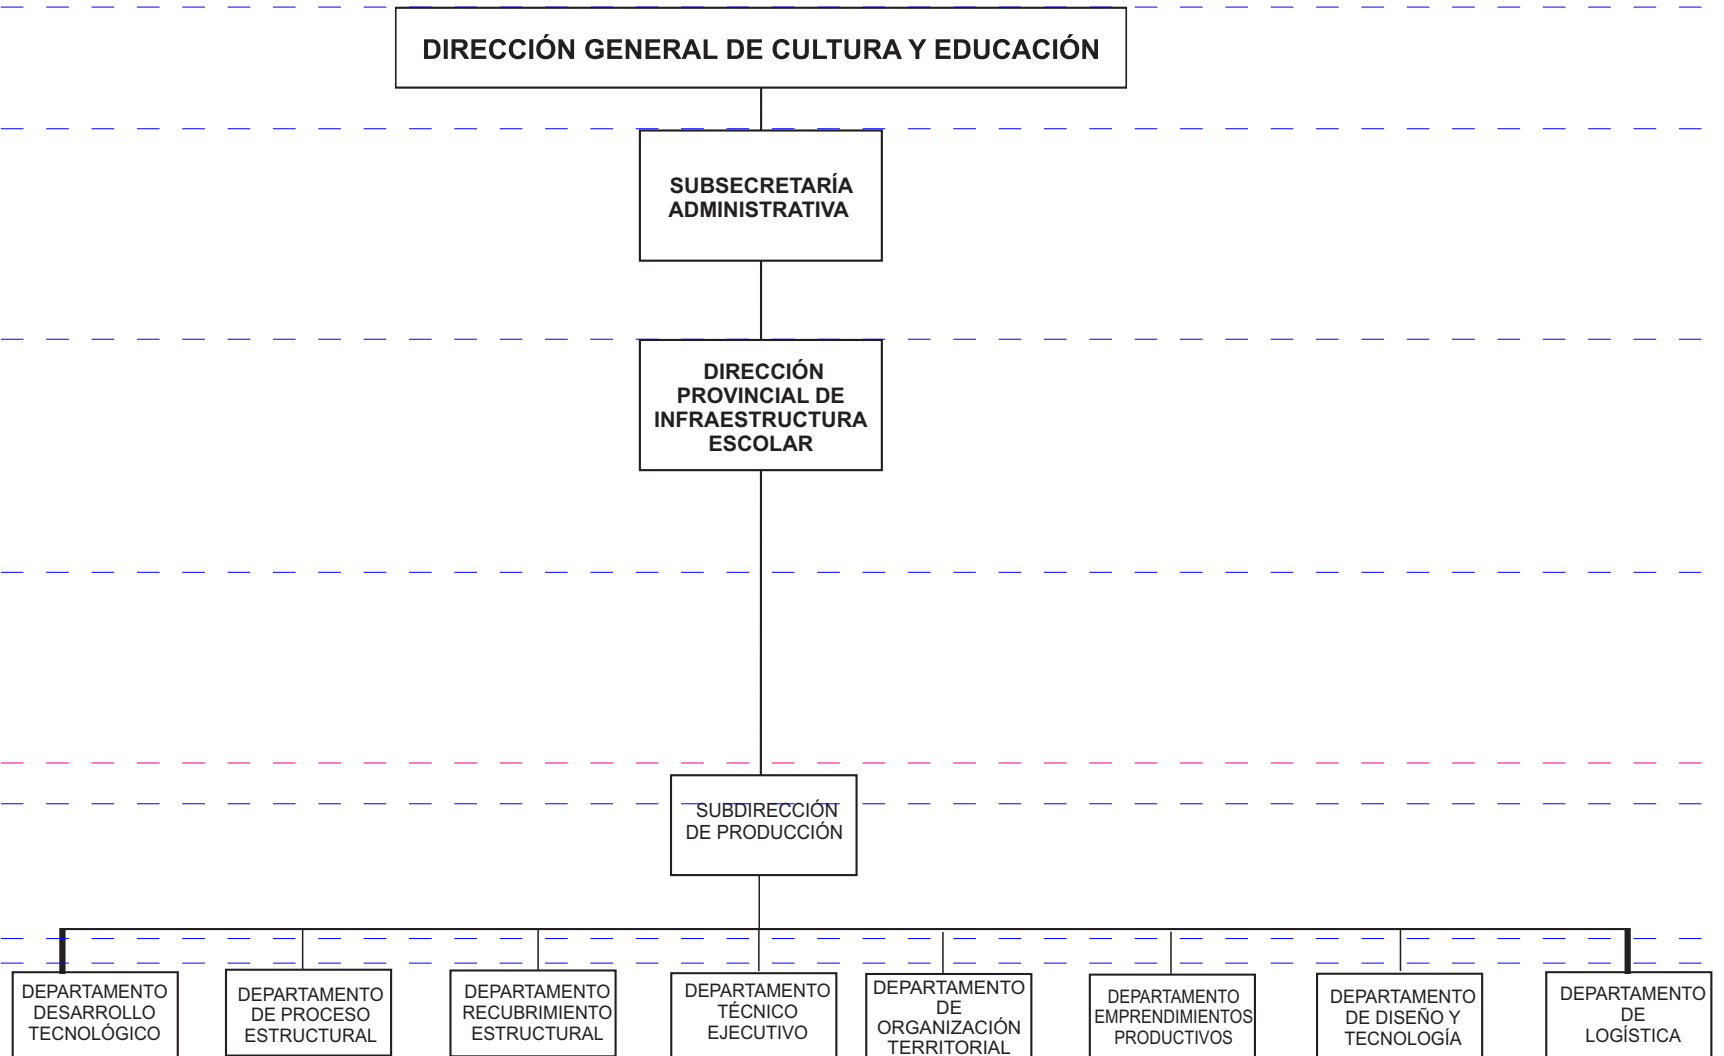 DIRECCIÓN GENERAL DE CULTURA Y EDUCACIÓN
SUBSECRETARÍA
ADMINISTRATIVA
DIRECCIÓN
PROVINCIAL DE
INFRAESTRUCTURA
ESCOLAR
SUBDIRECCIÓN
DE PRODUCCIÓN
DEPARTAMENTO
DESARROLLO
TECNOLÓGICO
DEPARTAMENTO
DE PROCESO
ESTRUCTURAL
DEPARTAMENTO
RECUBRIMIENTO
ESTRUCTURAL
DEPARTAMENTO
TÉCNICO
EJECUTIVO
DEPARTAMENTO
DE
ORGANIZACIÓN
TERRITORIAL
DEPARTAMENTO
EMPRENDIMIENTOS
PRODUCTIVOS
DEPARTAMENTO
DE DISEÑO Y
TECNOLOGÍA
DEPARTAMENTO
DE
LOGÍSTICA